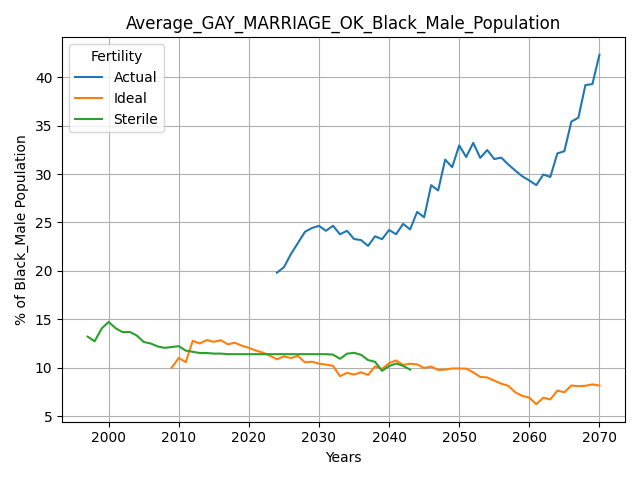 Average_GAY_MARRIAGE_OK_Black_Male_Population
Fertility
Actual
Ideal
Sterile
% of Black_Male Population
40
35
30
25
20
15
10
5
2000 2010 2020 2030 2040 2050 2060 2070
Years